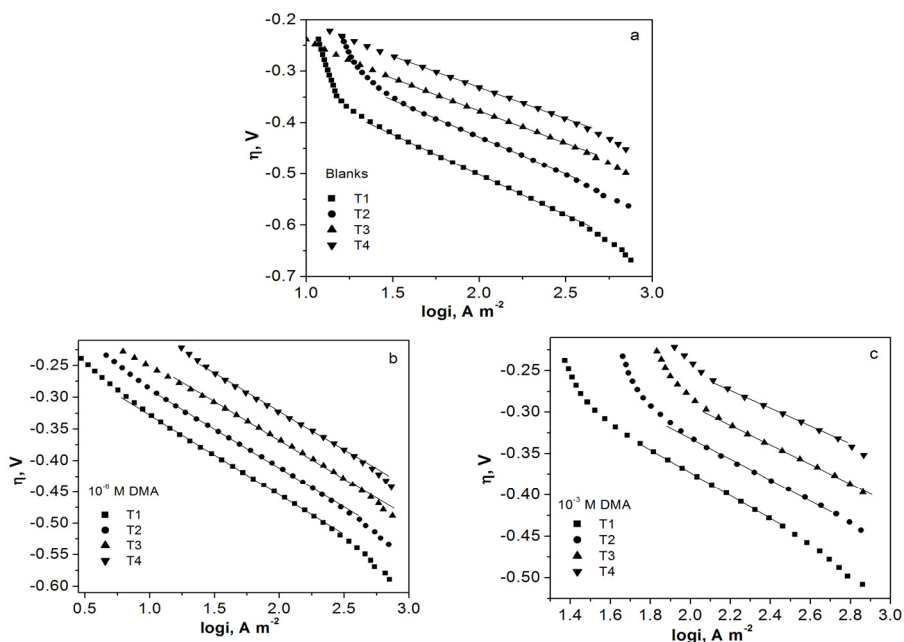 a
-0.2
-0.3
-0.4
-0.5
-0.6
-0.7
η, V
Blanks
T1
T2
T3
T4
1.0 1.5 2.0 2.5 3.0
logi, A m⁻²
b
-0.25
-0.30
-0.35
-0.40
-0.45
-0.50
-0.55
-0.60
η, V
10⁻⁶ M DMA
T1
T2
T3
T4
0.5 1.0 1.5 2.0 2.5 3.0
logi, A m⁻²
c
-0.25
-0.30
-0.35
-0.40
-0.45
-0.50
η, V
10⁻³ M DMA
T1
T2
T3
T4
1.4 1.6 1.8 2.0 2.2 2.4 2.6 2.8 3.0
logi, A m⁻²